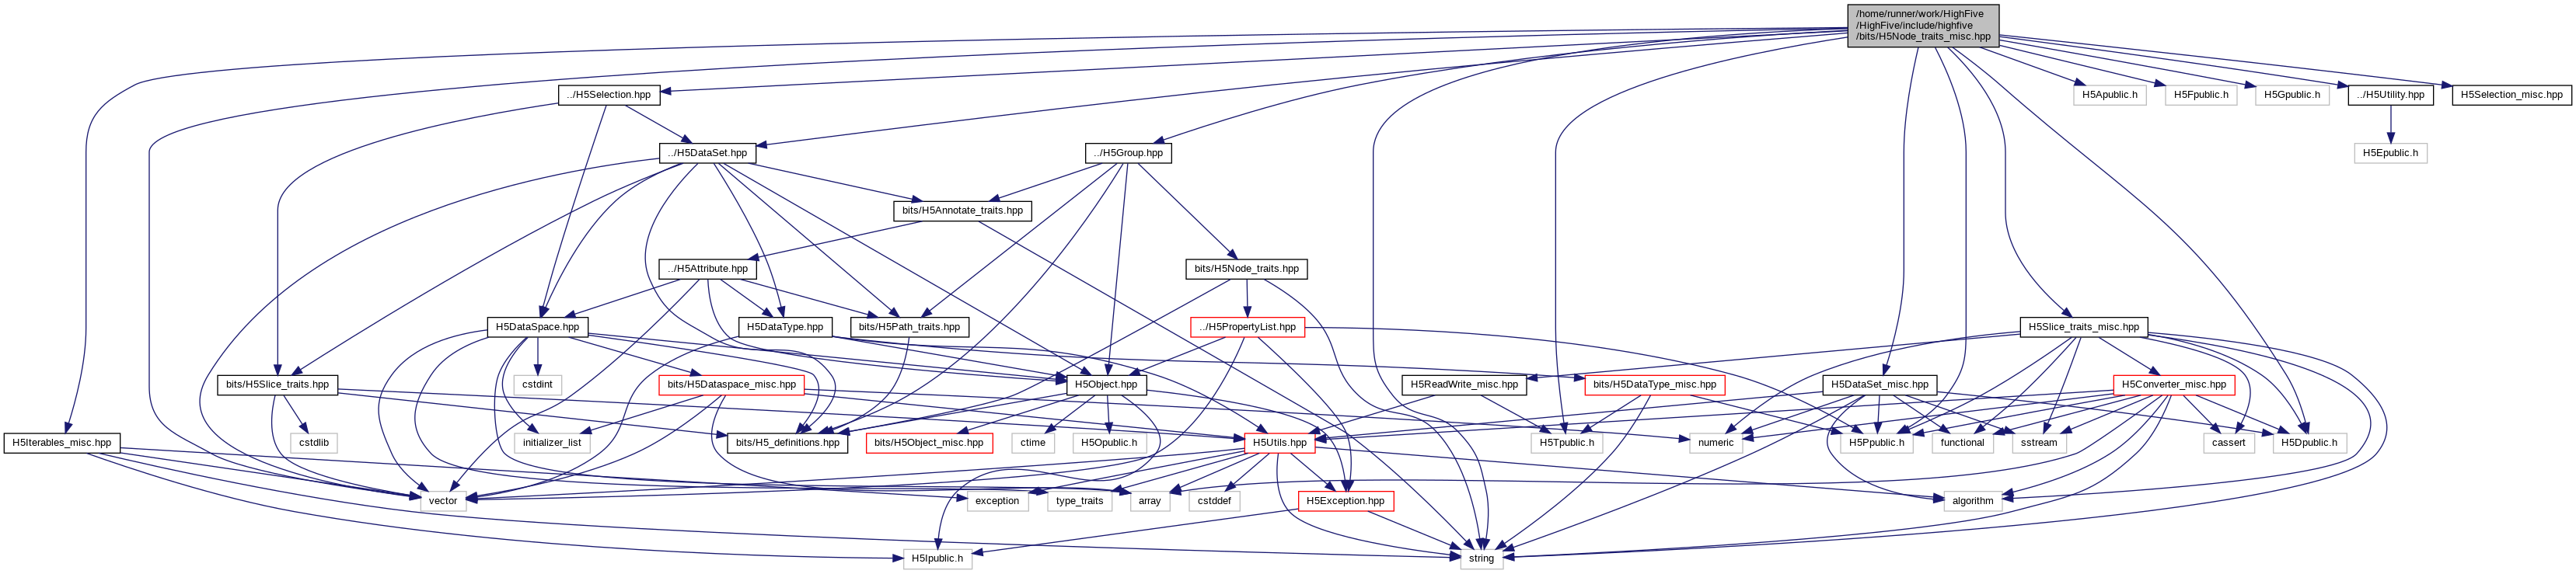 /home/runner/work/HighFive
/HighFive/include/highfive
/bits/H5Node_traits_misc.hpp
../H5Selection.hpp
H5Apublic.h
H5Fpublic.h
H5Gpublic.h
../H5Utility.hpp
H5Selection_misc.hpp
../H5DataSet.hpp
../H5Group.hpp
H5Epublic.h
bits/H5Annotate_traits.hpp
../H5Attribute.hpp
bits/H5Node_traits.hpp
H5DataSpace.hpp
H5DataType.hpp
bits/H5Path_traits.hpp
../H5PropertyList.hpp
H5Slice_traits_misc.hpp
bits/H5Slice_traits.hpp
cstdint
bits/H5Dataspace_misc.hpp
H5Object.hpp
H5ReadWrite_misc.hpp
bits/H5DataType_misc.hpp
H5DataSet_misc.hpp
H5Converter_misc.hpp
H5Iterables_misc.hpp
cstdlib
initializer_list
bits/H5_definitions.hpp
bits/H5Object_misc.hpp
ctime
H5Opublic.h
H5Utils.hpp
H5Tpublic.h
numeric
H5Ppublic.h
functional
sstream
cassert
H5Dpublic.h
vector
exception
type_traits
array
cstddef
H5Exception.hpp
algorithm
H5Ipublic.h
string